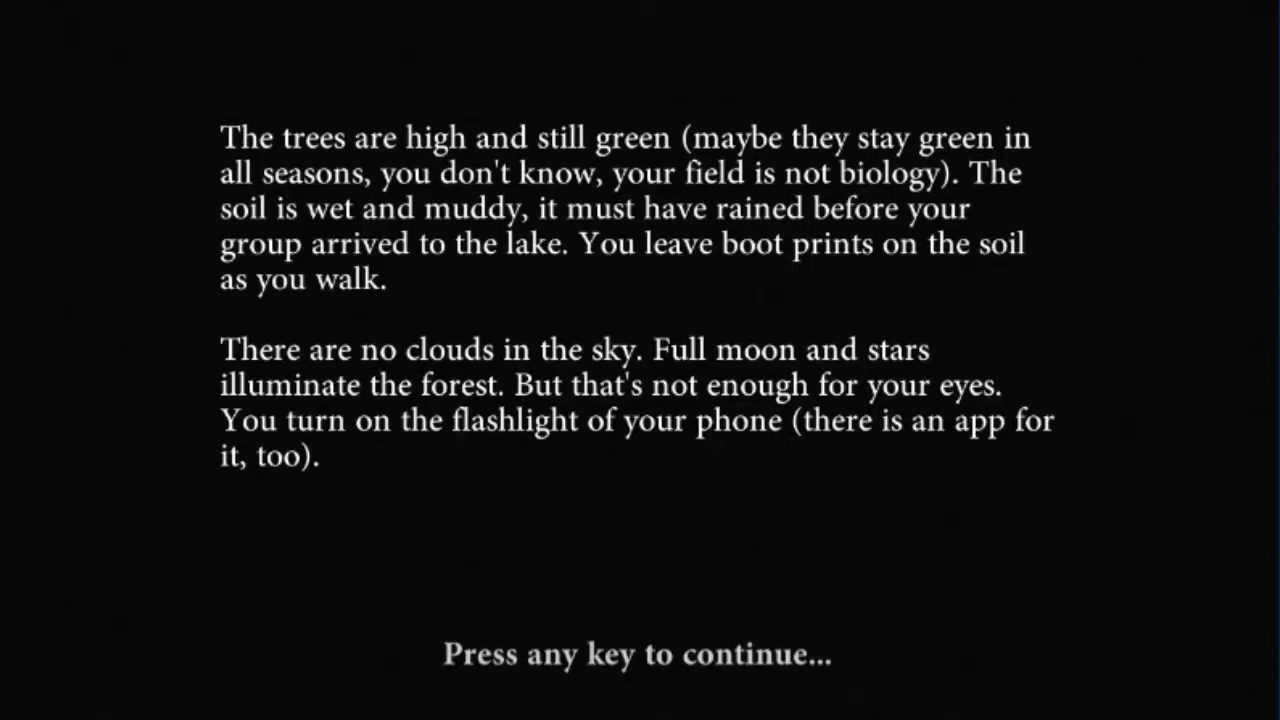 The trees are high and still green (maybe they stay green in
all seasons, you don't know, your field is not biology). The
soil is wet and muddy, it must have rained before your
group arrived to the lake. You leave boot prints on the soil
as you walk.
There are no clouds in the sky. Full moon and stars
illuminate the forest. But that's not enough for your eyes.
You turn on the flashlight of your phone (there is an app for
it, too).
Press any key to continue...